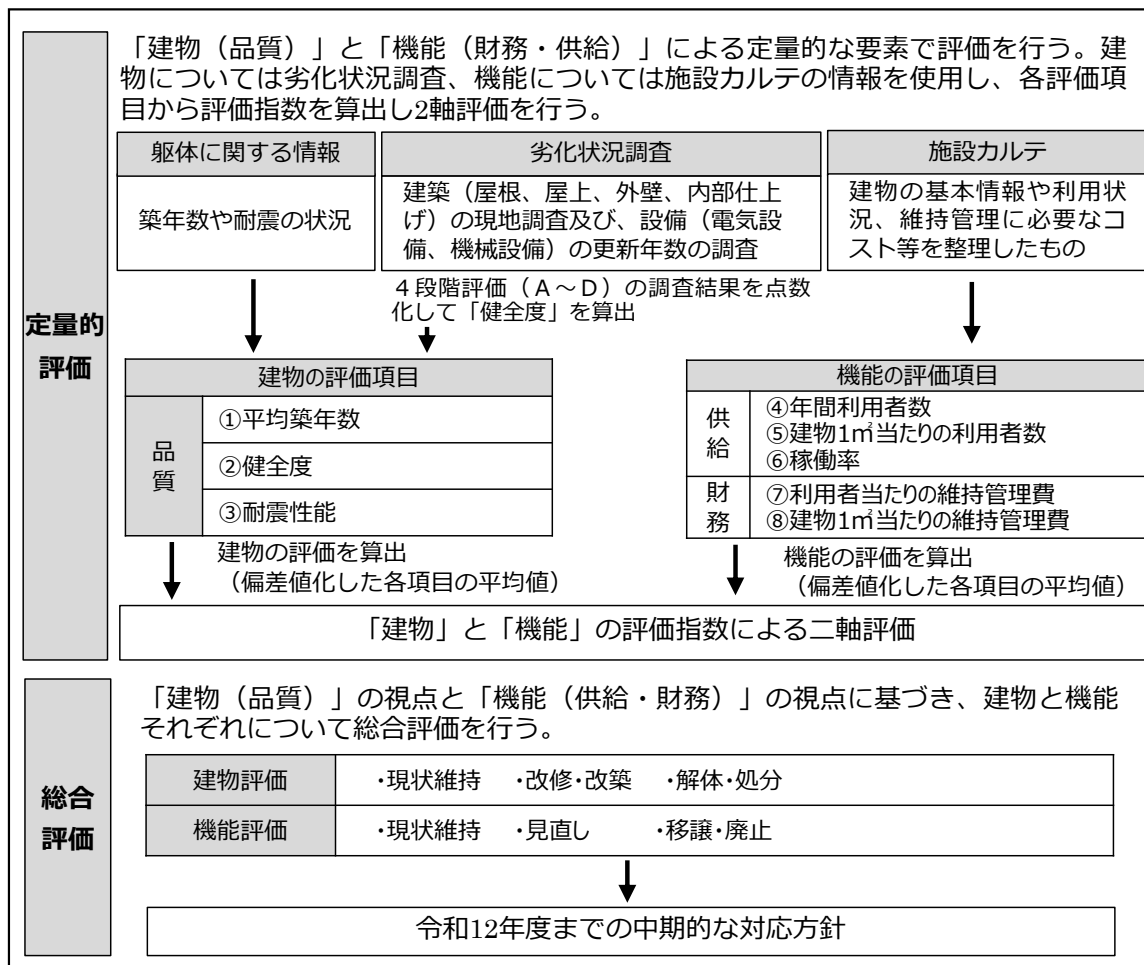 定量的
評価
「建物（品質）」と「機能（財務・供給）」による定量的な要素で評価を行う。建
物については劣化状況調査、機能については施設カルテの情報を使用し、各評価項
目から評価指数を算出し2軸評価を行う。
躯体に関する情報
築年数や耐震の状況
劣化状況調査
建築（屋根、屋上、外壁、内部仕上
げ）の現地調査及び、設備（電気設
備、機械設備）の更新年数の調査
施設カルテ
建物の基本情報や利用状
況、維持管理に必要なコ
スト等を整理したもの
４段階評価（Ａ～Ｄ）の調査結果を点数
化して「健全度」を算出
建物の評価項目
品
質
①平均築年数
②健全度
③耐震性能
機能の評価項目
供
給
④年間利用者数
⑤建物1㎡当たりの利用者数
⑥稼働率
財
務
⑦利用者当たりの維持管理費
⑧建物1㎡当たりの維持管理費
建物の評価を算出
（偏差値化した各項目の平均値）
機能の評価を算出
（偏差値化した各項目の平均値）
「建物」と「機能」の評価指数による二軸評価
総合
評価
「建物（品質）」の視点と「機能（供給・財務）」の視点に基づき、建物と機能
それぞれについて総合評価を行う。
建物評価 ・現状維持 ・改修・改築 ・解体・処分
機能評価 ・現状維持 ・見直し ・移譲・廃止
令和12年度までの中期的な対応方針